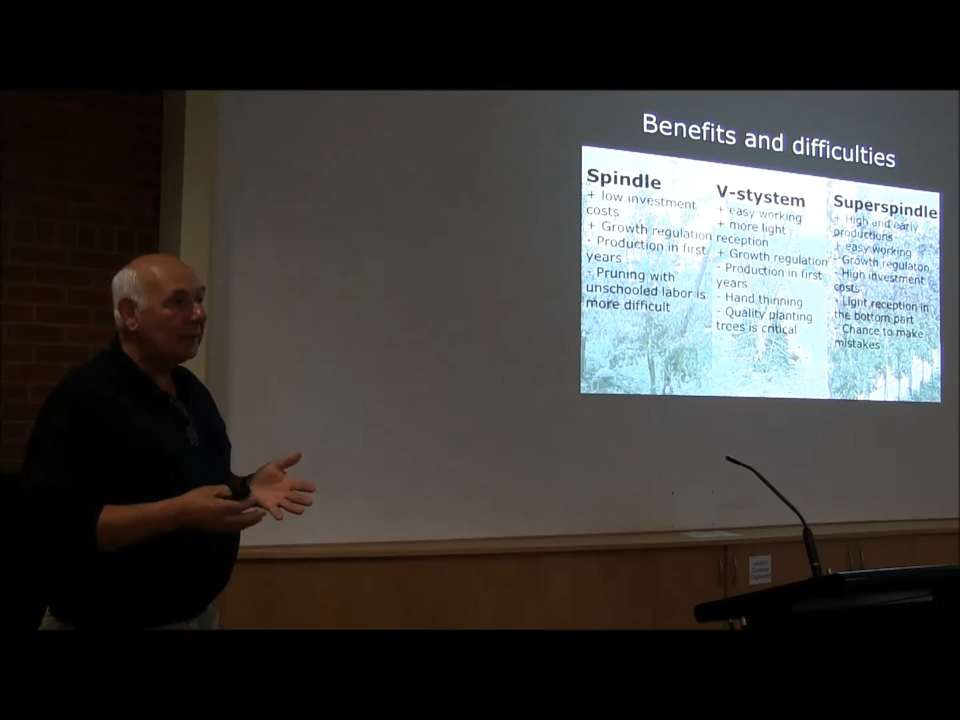 Benefits and difficulties
Spindle
+ low investment
costs
+ Growth regulation
- Production in first
years
- Pruning with
unschooled labor is
more difficult
V-stystem
+ easy working
+ more light
reception
+ Growth regulation
- Production in first
years
- Hand thinning
- Quality planting
trees is critical
Superspindle
+ High and early
productions
+ easy working
- Growth regulaton
- High investment
costs
- Light reception in
the bottom part
- Chance to make
mistakes